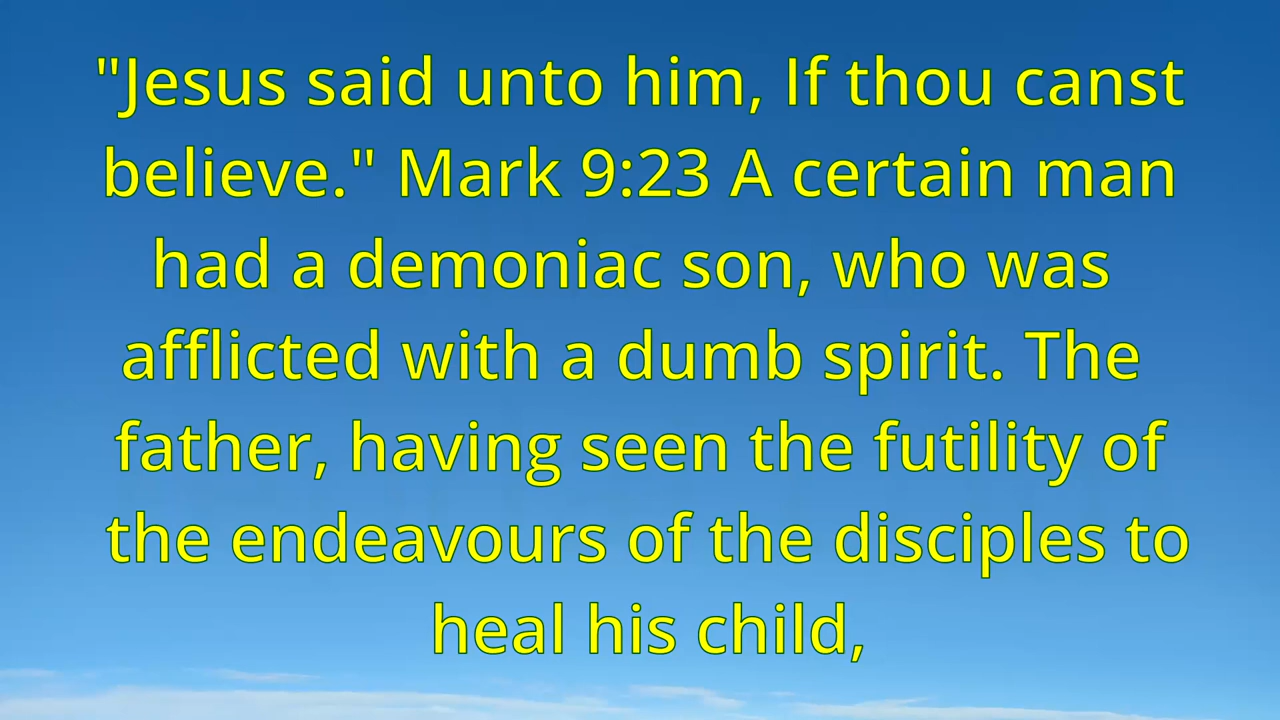 "Jesus said unto him, If thou canst
believe." Mark 9:23 A certain man
had a demoniac son, who was
afflicted with a dumb spirit. The
father, having seen the futility of
the endeavours of the disciples to
heal his child,